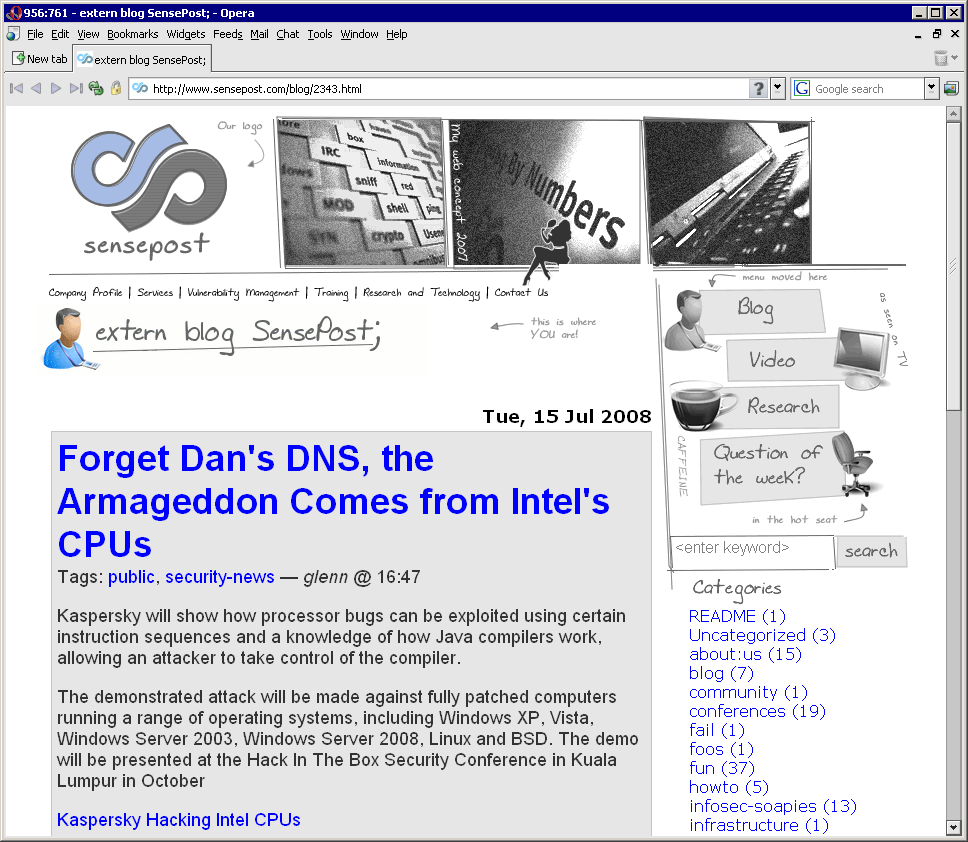 956:761 - extern blog SensePost; - Opera
File Edit View Bookmarks Widgets Feeds Mail Chat Tools Window Help
New tab
extern blog SensePost;
http://www.sensepost.com/blog/2343.html
? G Google search
Our logo
sensepost
box
IRC
information
sniff
red
MOD
shell
ping
crypto
My web concept 2007
by Numbers
menu moved here
Company Profile | Services | Vulnerability Management | Training | Research and Technology | Contact Us
extern blog SensePost;
this is where
YOU are!
Blog
as seen on TV
Video
Research
CAFFEINE
Question of
the week?
in the hot seat
<enter keyword>
search
Tue, 15 Jul 2008
Forget Dan's DNS, the
Armageddon Comes from Intel's
CPUs
Tags: public, security-news — glenn @ 16:47
Kaspersky will show how processor bugs can be exploited using certain
instruction sequences and a knowledge of how Java compilers work,
allowing an attacker to take control of the compiler.
The demonstrated attack will be made against fully patched computers
running a range of operating systems, including Windows XP, Vista,
Windows Server 2003, Windows Server 2008, Linux and BSD. The demo
will be presented at the Hack In The Box Security Conference in Kuala
Lumpur in October
Kaspersky Hacking Intel CPUs
Categories
README (1)
Uncategorized (3)
about:us (15)
blog (7)
community (1)
conferences (19)
fail (1)
foos (1)
fun (37)
howto (5)
infosec-soapies (13)
infrastructure (1)